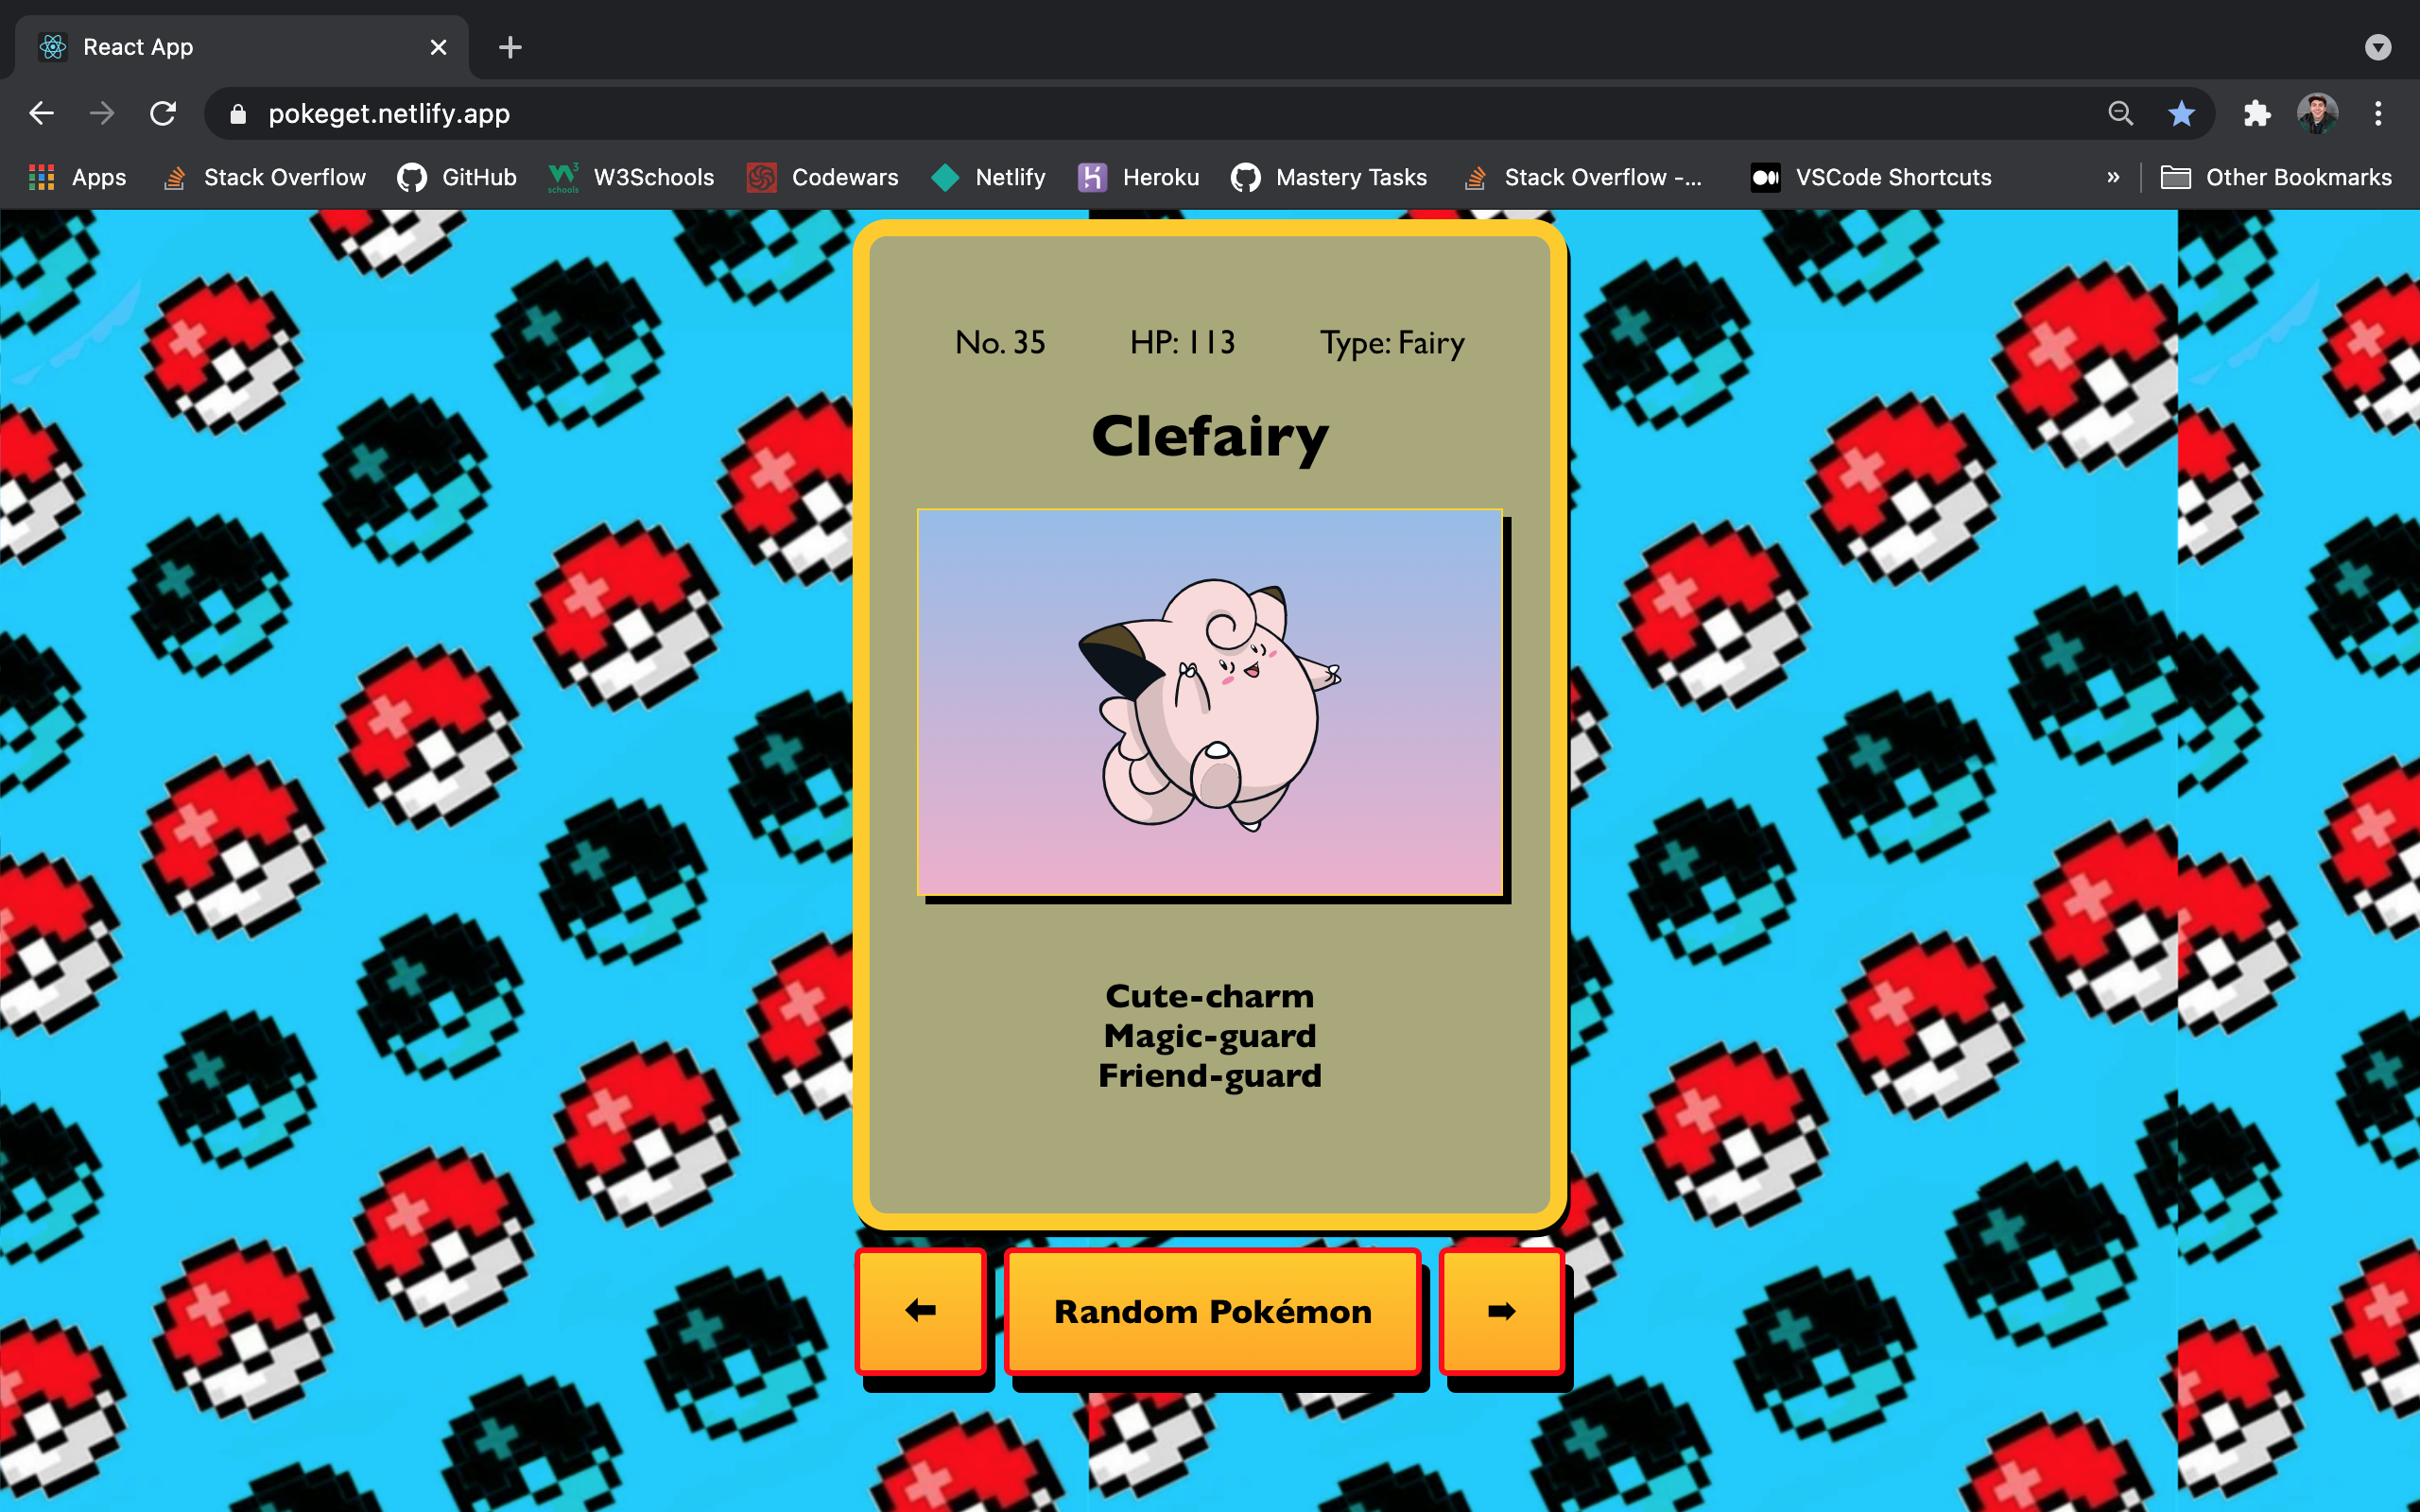 React App
pokeget.netlify.app
Apps Stack Overflow GitHub W3Schools Codewars Netlify Heroku Mastery Tasks Stack Overflow -... VSCode Shortcuts » Other Bookmarks
No. 35 HP: 113 Type: Fairy
Clefairy
Cute-charm
Magic-guard
Friend-guard
Random Pokémon